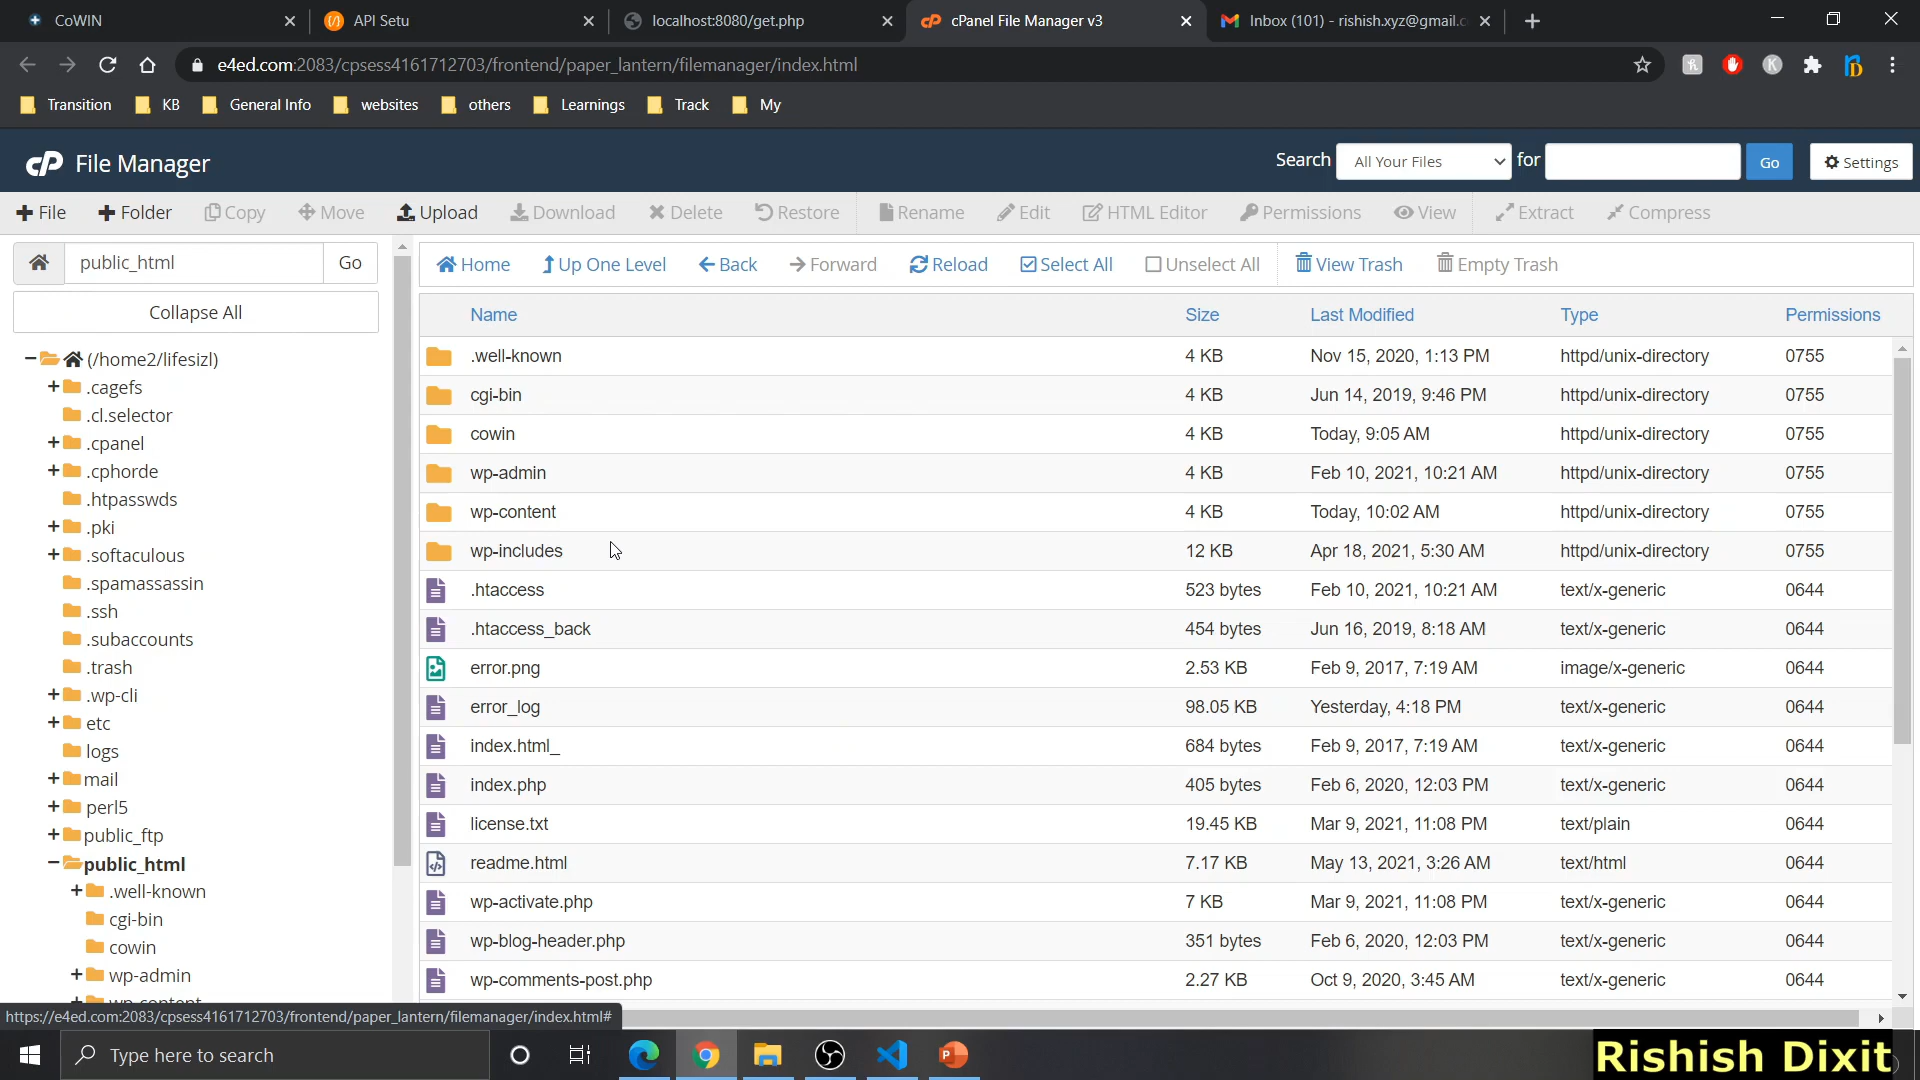 CoWIN
API Setu
localhost:8080/get.php
cPanel File Manager v3
Inbox (101) - rishish.xyz@gmail.c
e4ed.com:2083/cpsess4161712703/frontend/paper_lantern/filemanager/index.html
Transition
KB
General Info
websites
others
Learnings
Track
My
cP File Manager
Search
All Your Files
for
Go
Settings
File
Folder
Copy
Move
Upload
Download
Delete
Restore
Rename
Edit
HTML Editor
Permissions
View
Extract
Compress
public_html
Go
Collapse All
(/home2/lifesizl)
.cagefs
.cl.selector
.cpanel
.cphorde
.htpasswds
.pki
.softaculous
.spamassassin
.ssh
.subaccounts
.trash
.wp-cli
etc
logs
mail
perl5
public_ftp
public_html
.well-known
cgi-bin
cowin
wp-admin
wp-content
Home
Up One Level
Back
Forward
Reload
Select All
Unselect All
View Trash
Empty Trash
Name Size Last Modified Type Permissions
.well-known 4 KB Nov 15, 2020, 1:13 PM httpd/unix-directory 0755
cgi-bin 4 KB Jun 14, 2019, 9:46 PM httpd/unix-directory 0755
cowin 4 KB Today, 9:05 AM httpd/unix-directory 0755
wp-admin 4 KB Feb 10, 2021, 10:21 AM httpd/unix-directory 0755
wp-content 4 KB Today, 10:02 AM httpd/unix-directory 0755
wp-includes 12 KB Apr 18, 2021, 5:30 AM httpd/unix-directory 0755
.htaccess 523 bytes Feb 10, 2021, 10:21 AM text/x-generic 0644
.htaccess_back 454 bytes Jun 16, 2019, 8:18 AM text/x-generic 0644
error.png 2.53 KB Feb 9, 2017, 7:19 AM image/x-generic 0644
error_log 98.05 KB Yesterday, 4:18 PM text/x-generic 0644
index.html_ 684 bytes Feb 9, 2017, 7:19 AM text/x-generic 0644
index.php 405 bytes Feb 6, 2020, 12:03 PM text/x-generic 0644
license.txt 19.45 KB Mar 9, 2021, 11:08 PM text/plain 0644
readme.html 7.17 KB May 13, 2021, 3:26 AM text/html 0644
wp-activate.php 7 KB Mar 9, 2021, 11:08 PM text/x-generic 0644
wp-blog-header.php 351 bytes Feb 6, 2020, 12:03 PM text/x-generic 0644
wp-comments-post.php 2.27 KB Oct 9, 2020, 3:45 AM text/x-generic 0644
https://e4ed.com:2083/cpsess4161712703/frontend/paper_lantern/filemanager/index.html#
Type here to search
Rishish Dixit